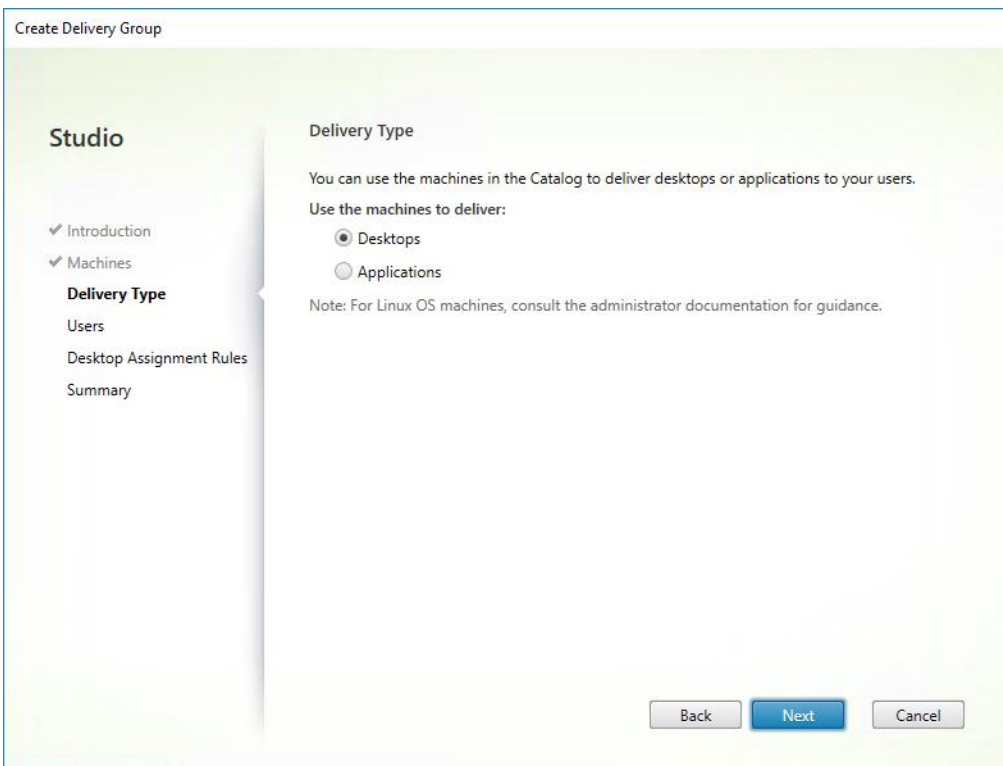 Create Delivery Group
Studio
Introduction
Machines
Delivery Type
Users
Desktop Assignment Rules
Summary
Delivery Type
You can use the machines in the Catalog to deliver desktops or applications to your users.
Use the machines to deliver:
Desktops
Applications
Note: For Linux OS machines, consult the administrator documentation for guidance.
Back
Next
Cancel